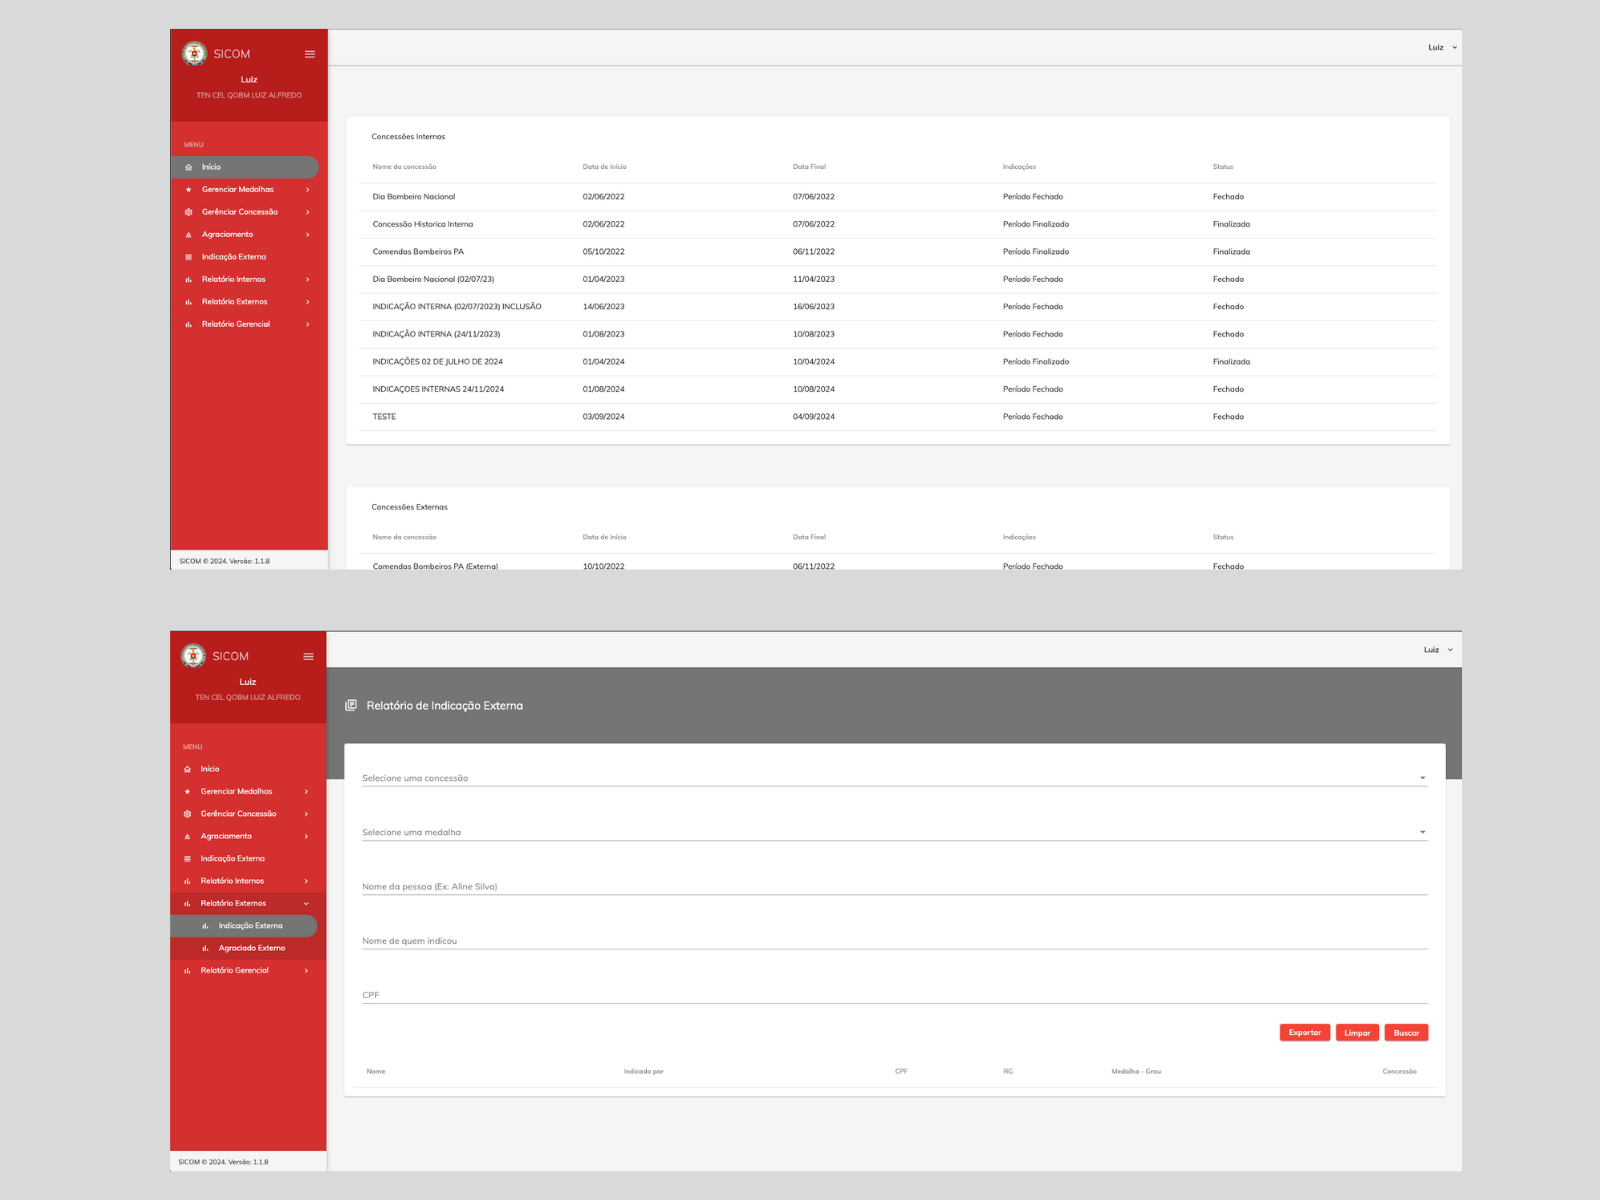 SICOM
Luiz
Luiz
TEN CEL QOBM LUIZ ALFREDO
MENU
Início
Gerenciar Medalhas
Gerênciar Concessão
Agraciamento
Indicação Externa
Relatório Internos
Relatório Externos
Relatório Gerencial
SICOM © 2024. Versão: 1.1.8
Concessões Internas
Nome da concessão Data de Início Data Final Indicações Status
Dia Bombeiro Nacional 02/06/2022 07/06/2022 Período Fechado Fechado
Concessão Historica Interna 02/06/2022 07/06/2022 Período Finalizado Finalizada
Comendas Bombeiros PA 05/10/2022 06/11/2022 Período Finalizado Finalizada
Dia Bombeiro Nacional (02/07/23) 01/04/2023 11/04/2023 Período Fechado Fechado
INDICAÇÃO INTERNA (02/07/2023) INCLUSÃO 14/06/2023 16/06/2023 Período Fechado Fechado
INDICAÇÃO INTERNA (24/11/2023) 01/08/2023 10/08/2023 Período Fechado Fechado
INDICAÇÕES 02 DE JULHO DE 2024 01/04/2024 10/04/2024 Período Finalizado Finalizada
INDICAÇOES INTERNAS 24/11/2024 01/08/2024 10/08/2024 Período Fechado Fechado
TESTE 03/09/2024 04/09/2024 Período Fechado Fechado
Concessões Externas
Nome da concessão Data de Início Data Final Indicações Status
Comendas Bombeiros PA (Externa) 10/10/2022 06/11/2022 Período Fechado Fechado
SICOM
Luiz
Luiz
TEN CEL QOBM LUIZ ALFREDO
MENU
Início
Gerenciar Medalhas
Gerênciar Concessão
Agraciamento
Indicação Externa
Relatório Internos
Relatório Externos
Indicação Externa
Agraciado Externo
Relatório Gerencial
SICOM © 2024. Versão: 1.1.8
Relatório de Indicação Externa
Selecione uma concessão
Selecione uma medalha
Nome da pessoa (Ex: Aline Silva)
Nome de quem indicou
CPF
Exportar Limpar Buscar
Nome Indicado por CPF RG Medalha - Grau Concessão